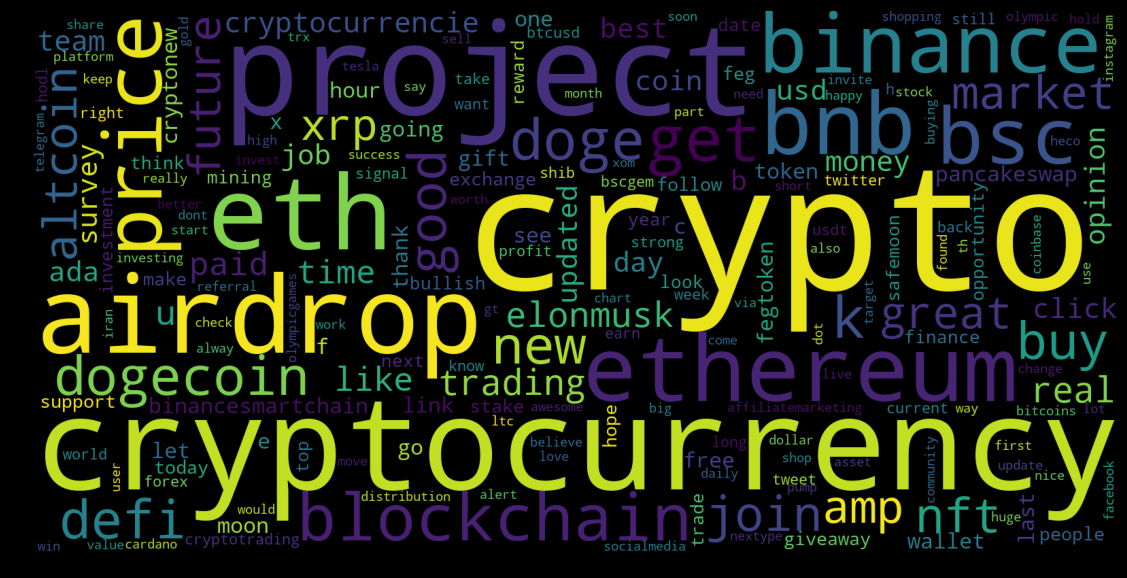 share
gold
cryptocurrencie
one
btcusd
best
date
soon
shopping
still
olympic
hold
instagram
team
platform
keep
right
telegram
hodl
altcoin
survey
price
cryptonew
future
project
trx
sell
tesla
say
hour
take
want
reward
month
feg
coin
need
part
binance
usd
invite
happy
h
stock
buying
market
x
xrp
going
doge
get
bnb
bsc
heco
think
really
mining
job
success
signal
gift
xom
shib
exchange
bscgem
follow
b
token
money
twitter
pancakeswap
opinion
high
invest
better
worth
dont
start
investing
investment
eth
good
thank
bullish
see
profit
updated
year
c
strong
day
look
week
short
usdt
also
crypto
safemoon
found
back
th
opportunity
coinbase
use
ada
make
paid
referral
time
airdrop
iran
u
check
alway
olympicgames
work
f
next
know
gt
chart
elonmusk
earn
new
via
come
fegtoken
dot
k
target
great
finance
click
buy
change
dogecoin
like
trading
ethereum
live
real
support
binancesmartchain
link
stake
awesome
big
affiliatemarketing
current
way
bitcoins
lot
cryptocurrency
ltc
hope
world
let
e
top
user
today
forex
move
go
believe
love
long
free
daily
dollar
shop
tweet
asset
pump
community
first
update
nice
huge
facebook
defi
would
moon
distribution
alert
blockchain
trade
join
amp
nft
last
people
win
value
cardano
cryptotrading
nextype
socialmedia
giveaway
wallet